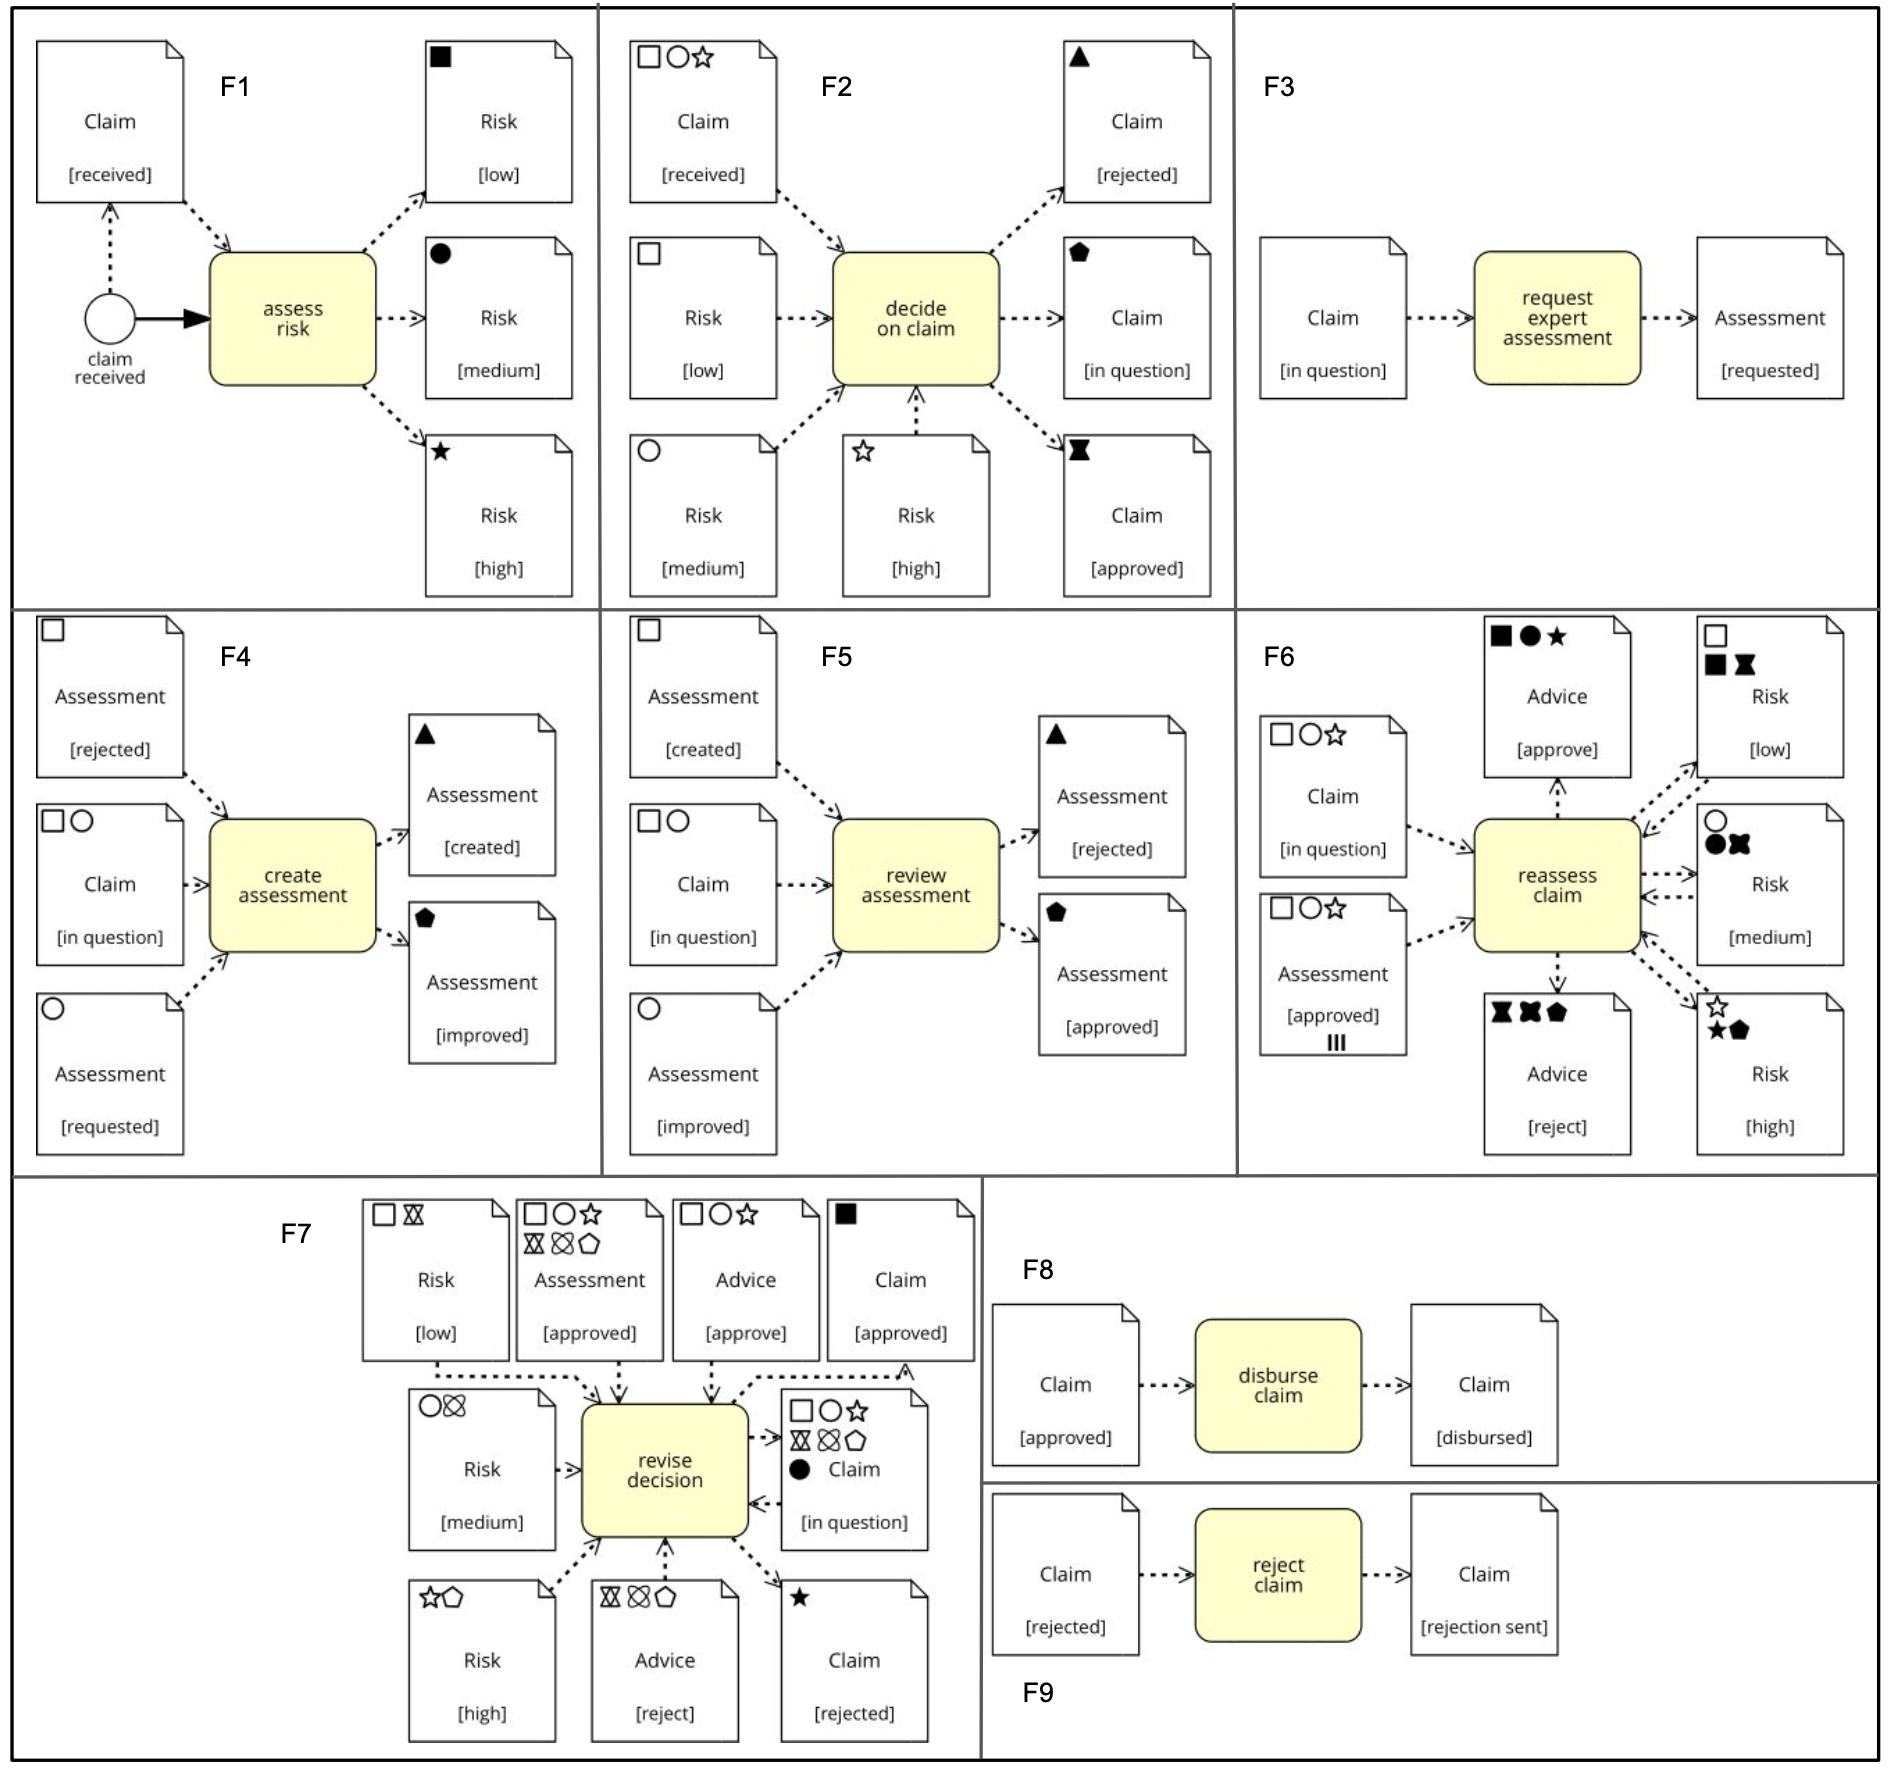 F1
Claim
[received]
claim
received
assess
risk
Risk
[low]
Risk
[medium]
Risk
[high]
F2
Claim
[received]
Risk
[low]
Risk
[medium]
Risk
[high]
decide
on claim
Claim
[rejected]
Claim
[in question]
Claim
[approved]
F3
Claim
[in question]
request
expert
assessment
Assessment
[requested]
F4
Assessment
[rejected]
Claim
[in question]
Assessment
[requested]
create
assessment
Assessment
[created]
Assessment
[improved]
F5
Assessment
[created]
Claim
[in question]
Assessment
[improved]
review
assessment
Assessment
[rejected]
Assessment
[approved]
F6
Claim
[in question]
Assessment
[approved]
Advice
[approve]
reassess
claim
Advice
[reject]
Risk
[low]
Risk
[medium]
Risk
[high]
F7
Risk
[low]
Assessment
[approved]
Advice
[approve]
Claim
[approved]
Risk
[medium]
revise
decision
Claim
[in question]
Risk
[high]
Advice
[reject]
Claim
[rejected]
F8
Claim
[approved]
disburse
claim
Claim
[disbursed]
Claim
[rejected]
reject
claim
Claim
[rejection sent]
F9